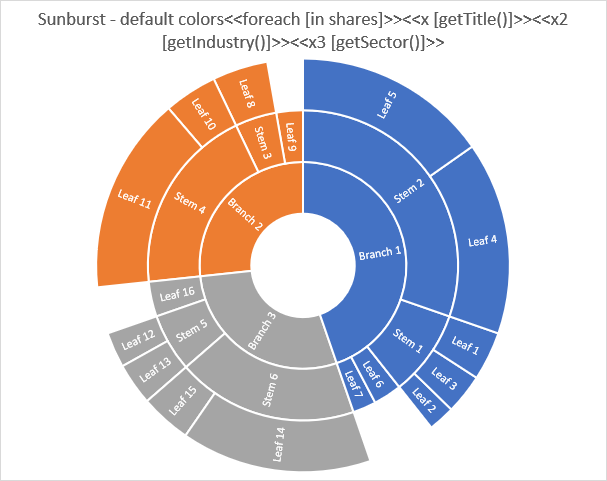 Sunburst - default colors<<foreach [in shares]>><<x [getTitle()]>><<x2
[getIndustry()]>><<x3 [getSector()]>>
Branch 1
Stem 2
Leaf 5
Leaf 4
Stem 1
Leaf 1
Leaf 3
Leaf 2
Leaf 6
Leaf 7
Branch 3
Stem 6
Leaf 14
Leaf 15
Stem 5
Leaf 13
Leaf 12
Leaf 16
Branch 2
Stem 4
Leaf 11
Leaf 10
Stem 3
Leaf 8
Leaf 9